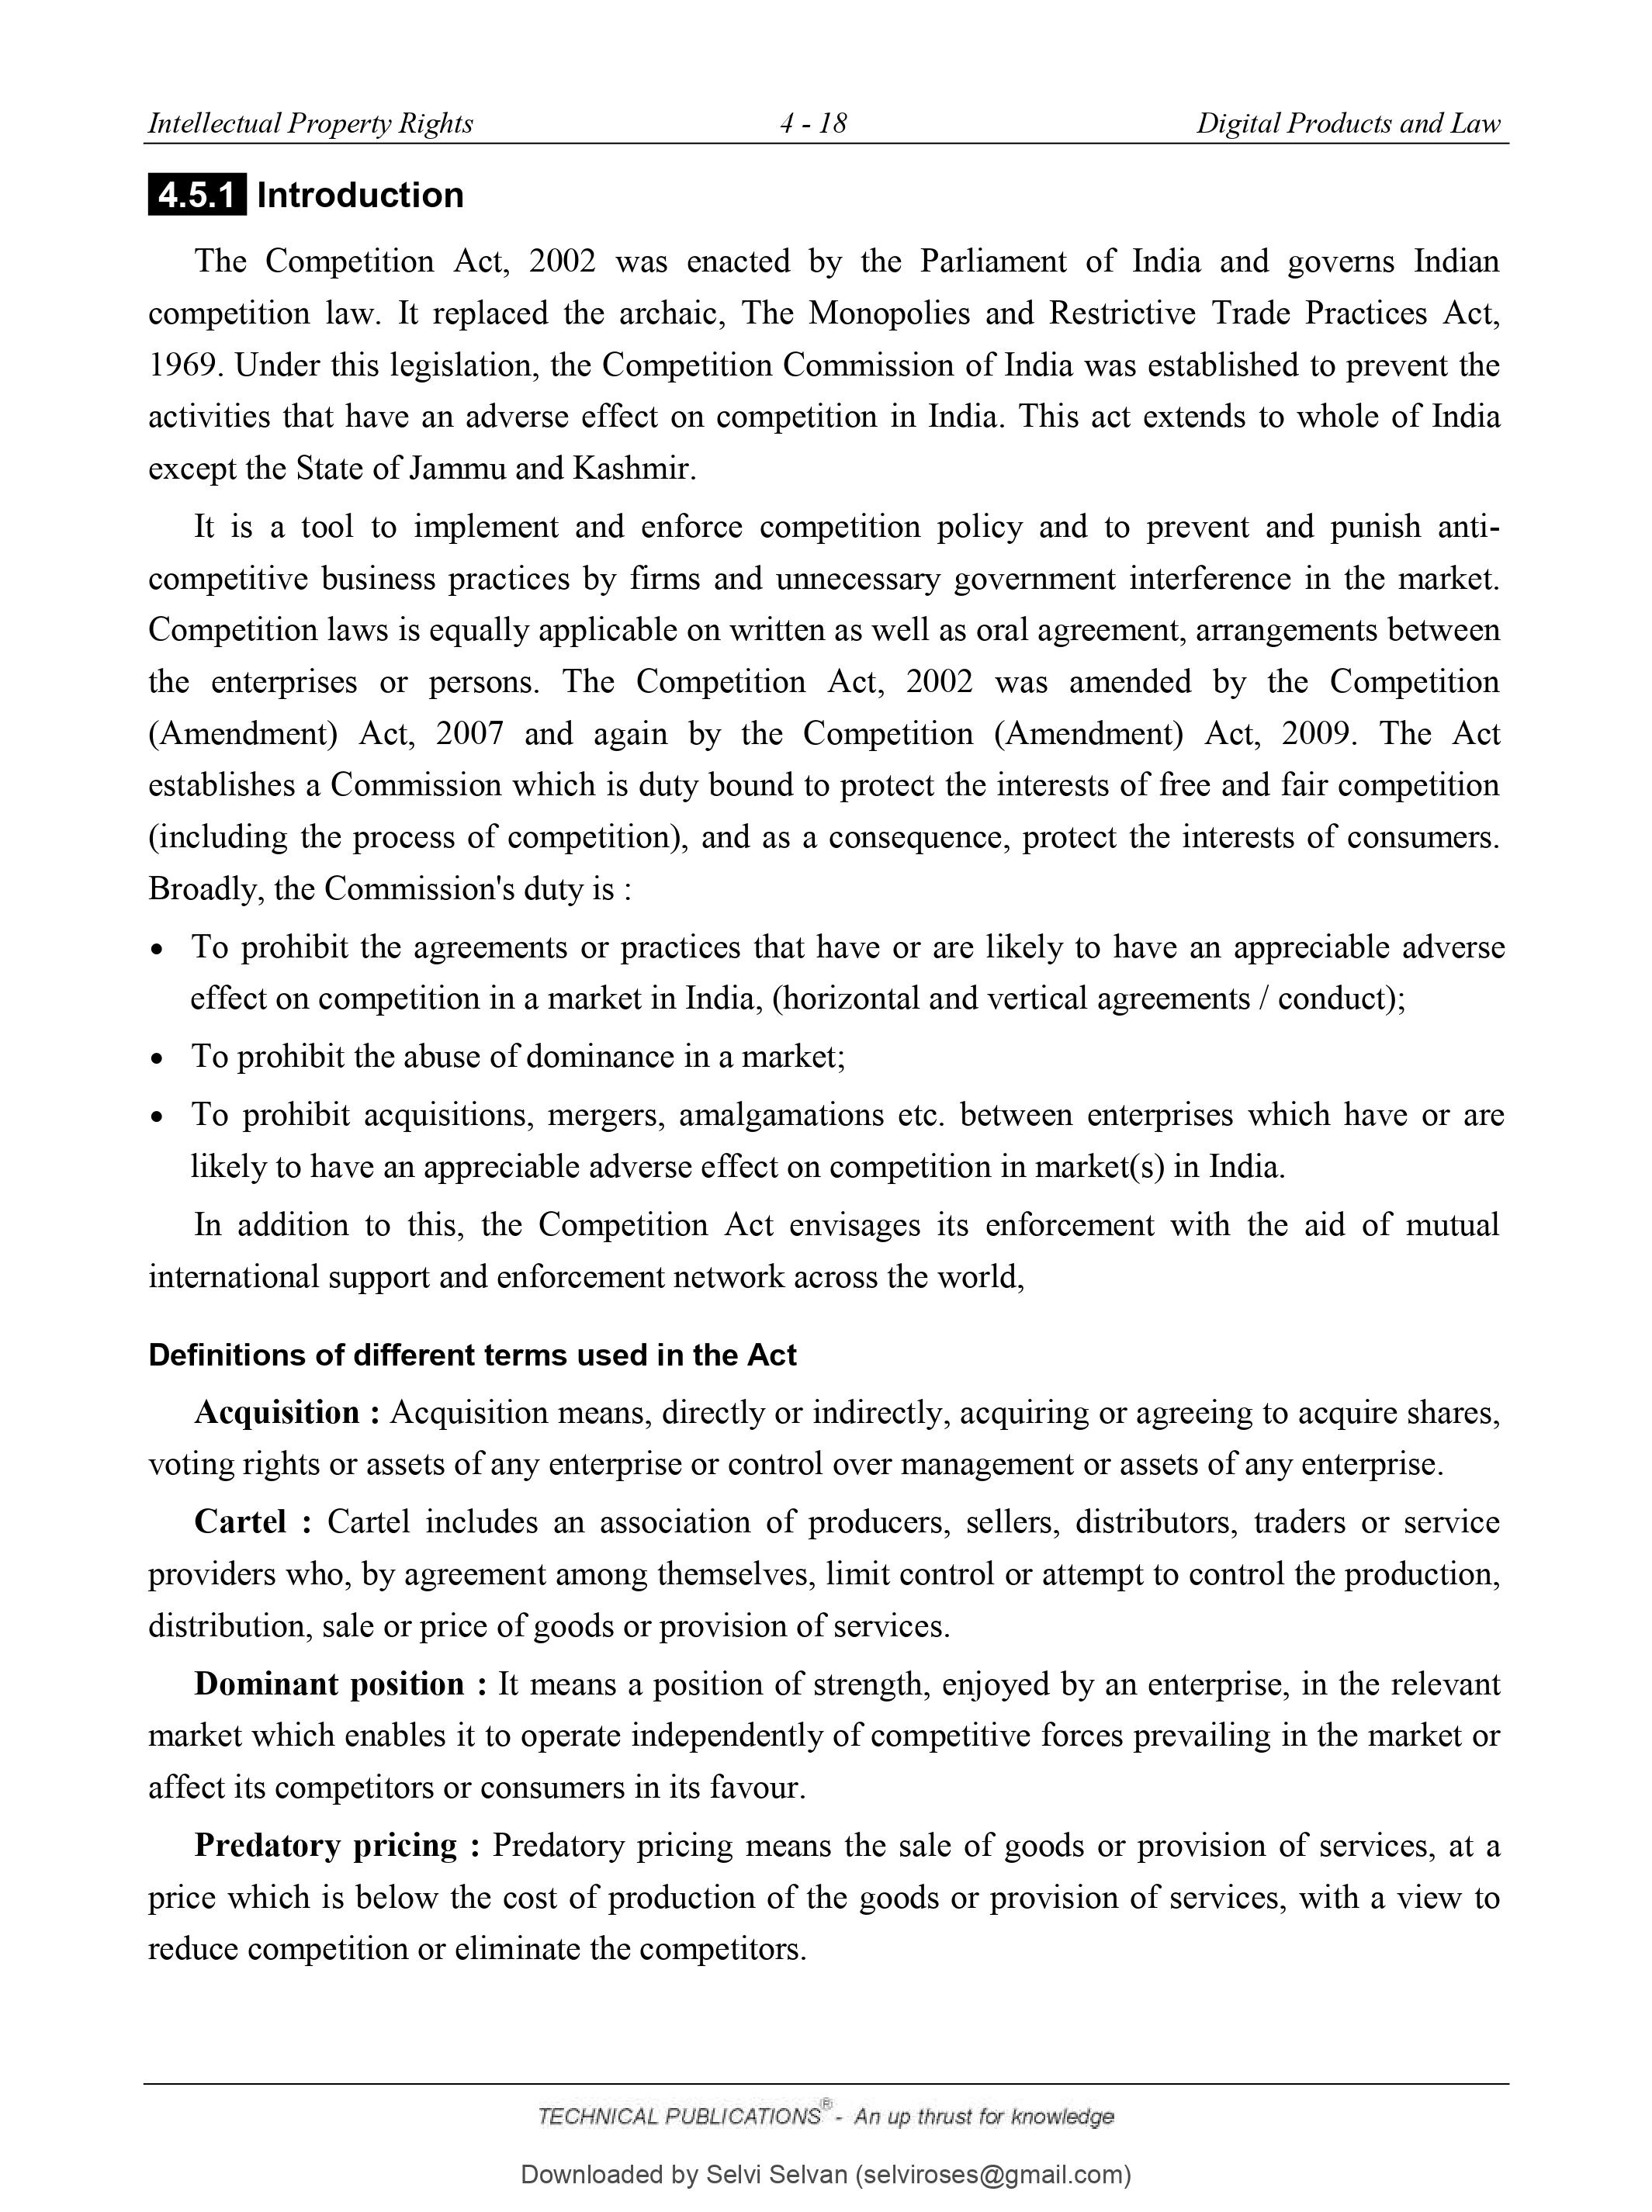 Intellectual Property Rights 4 - 18 Digital Products and Law
4.5.1 Introduction
The Competition Act, 2002 was enacted by the Parliament of India and governs Indian
competition law. It replaced the archaic, The Monopolies and Restrictive Trade Practices Act,
1969. Under this legislation, the Competition Commission of India was established to prevent the
activities that have an adverse effect on competition in India. This act extends to whole of India
except the State of Jammu and Kashmir.
It is a tool to implement and enforce competition policy and to prevent and punish anti-
competitive business practices by firms and unnecessary government interference in the market.
Competition laws is equally applicable on written as well as oral agreement, arrangements between
the enterprises or persons. The Competition Act, 2002 was amended by the Competition
(Amendment) Act, 2007 and again by the Competition (Amendment) Act, 2009. The Act
establishes a Commission which is duty bound to protect the interests of free and fair competition
(including the process of competition), and as a consequence, protect the interests of consumers.
Broadly, the Commission's duty is :
• To prohibit the agreements or practices that have or are likely to have an appreciable adverse
effect on competition in a market in India, (horizontal and vertical agreements / conduct);
• To prohibit the abuse of dominance in a market;
• To prohibit acquisitions, mergers, amalgamations etc. between enterprises which have or are
likely to have an appreciable adverse effect on competition in market(s) in India.
In addition to this, the Competition Act envisages its enforcement with the aid of mutual
international support and enforcement network across the world,
Definitions of different terms used in the Act
Acquisition : Acquisition means, directly or indirectly, acquiring or agreeing to acquire shares,
voting rights or assets of any enterprise or control over management or assets of any enterprise.
Cartel : Cartel includes an association of producers, sellers, distributors, traders or service
providers who, by agreement among themselves, limit control or attempt to control the production,
distribution, sale or price of goods or provision of services.
Dominant position : It means a position of strength, enjoyed by an enterprise, in the relevant
market which enables it to operate independently of competitive forces prevailing in the market or
affect its competitors or consumers in its favour.
Predatory pricing : Predatory pricing means the sale of goods or provision of services, at a
price which is below the cost of production of the goods or provision of services, with a view to
reduce competition or eliminate the competitors.
TECHNICAL PUBLICATIONS® - An up thrust for knowledge
Downloaded by Selvi Selvan (selviroses@gmail.com)